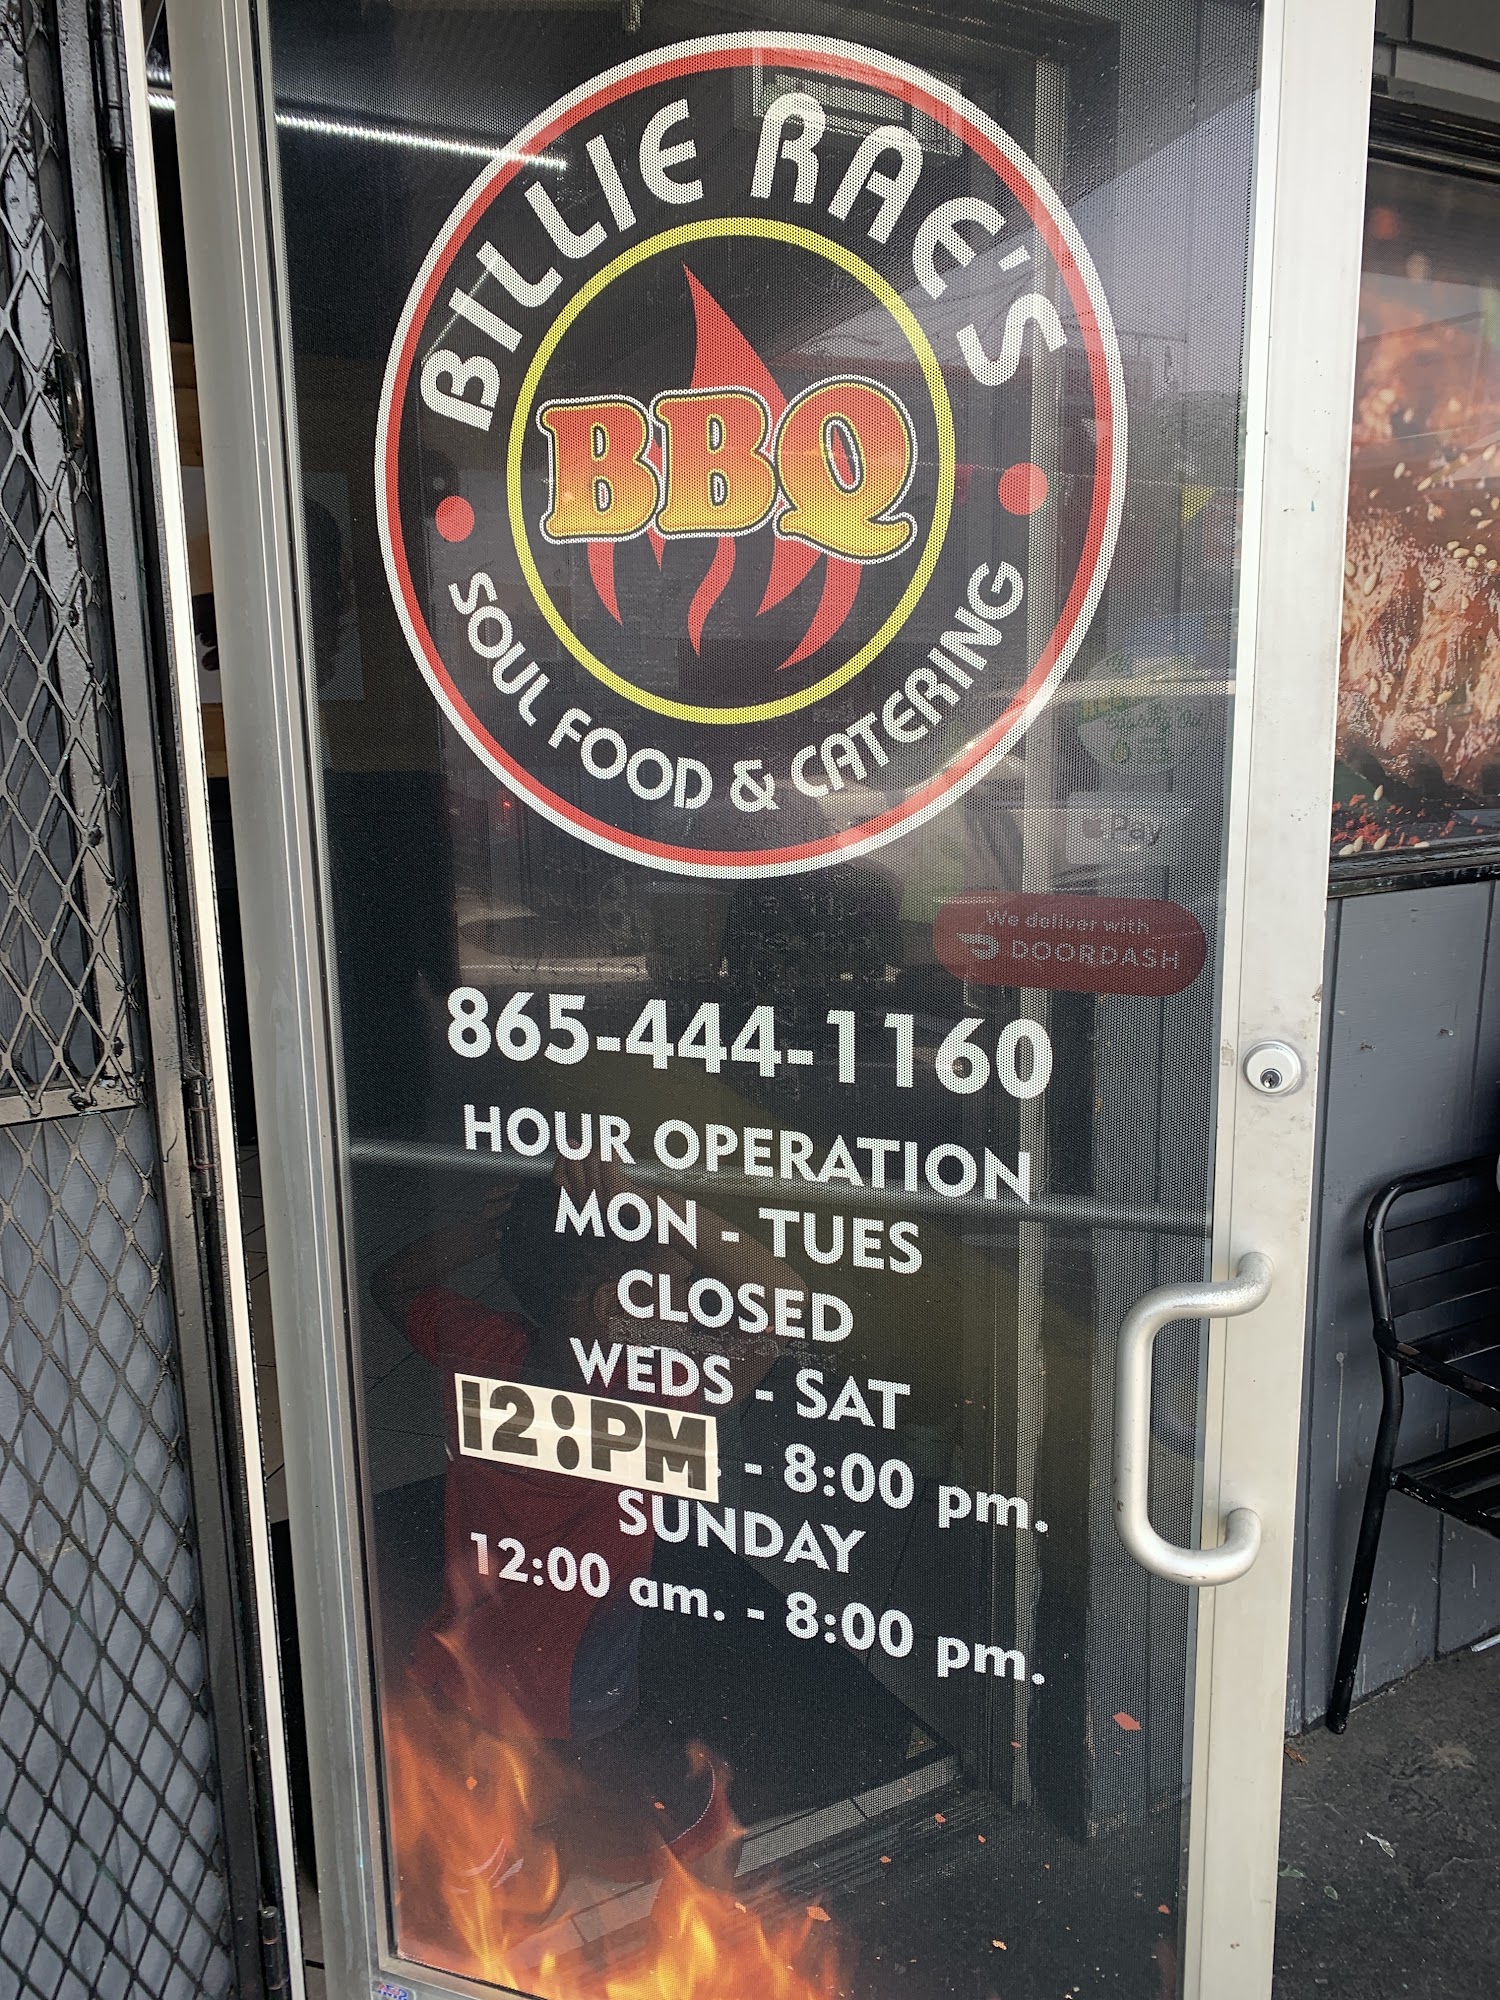 BILLIE RAE'S
BBQ
SOUL FOOD & CATERING
Pay
We deliver with
DOORDASH
865-444-1160
HOUR OPERATION
MON - TUES
CLOSED
WEDS - SAT
12:PM - 8:00 pm.
SUNDAY
12:00 am. - 8:00 pm.